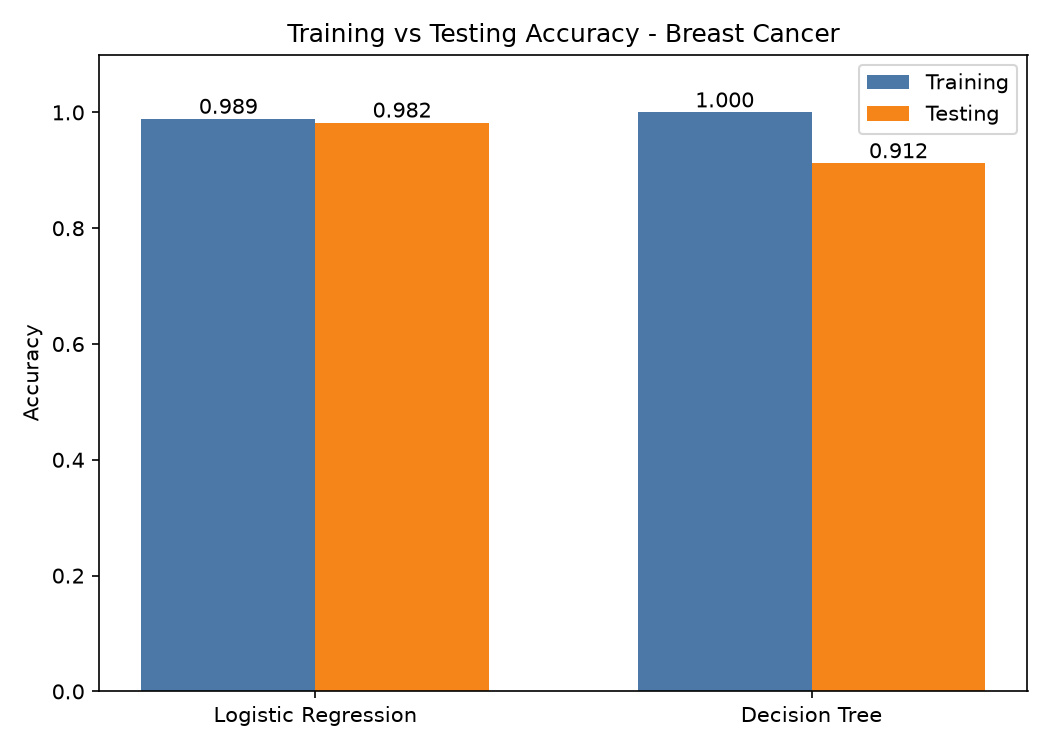 Training vs Testing Accuracy - Breast Cancer
Training
Testing
0.989
0.982
1.000
0.912
1.0
0.8
0.6
0.4
0.2
0.0
Accuracy
Logistic Regression
Decision Tree